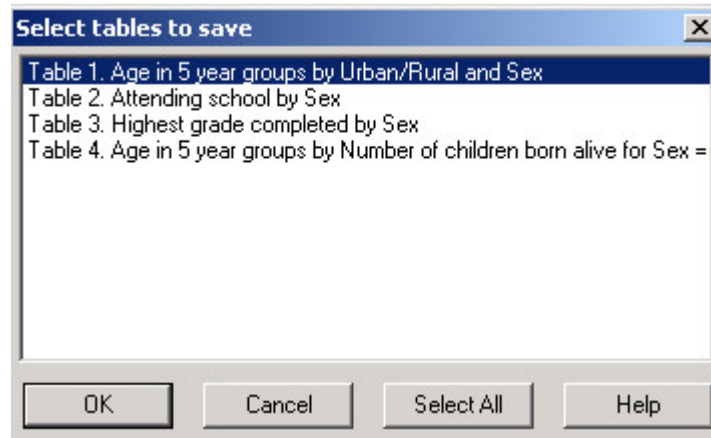 Select tables to save
Table 1. Age in 5 year groups by Urban/Rural and Sex
Table 2. Attending school by Sex
Table 3. Highest grade completed by Sex
Table 4. Age in 5 year groups by Number of children born alive for Sex =
OK
Cancel
Select All
Help